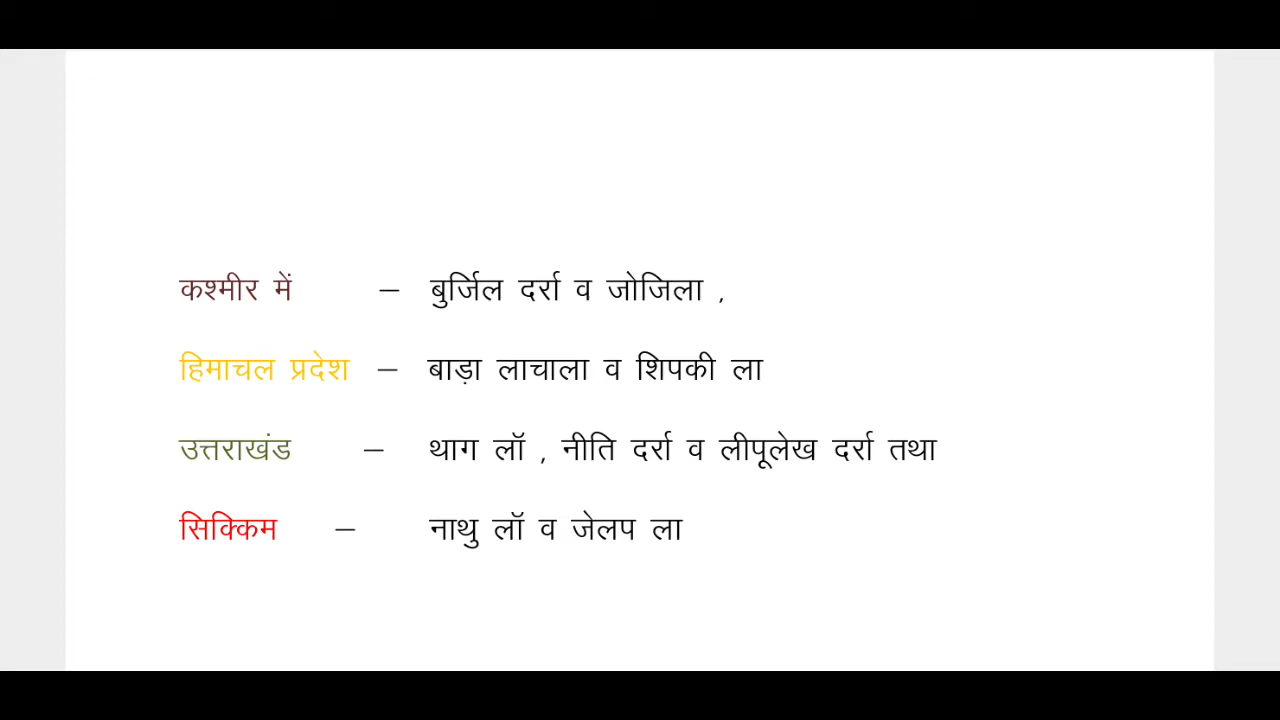 कश्मीर में – बुर्जिल दर्रा व जोजिला ,
हिमाचल प्रदेश – बाड़ा लाचाला व शिपकी ला
उत्तराखंड – थाग लॉ , नीति दर्रा व लीपूलेख दर्रा तथा
सिक्किम – नाथु लॉ व जेलप ला